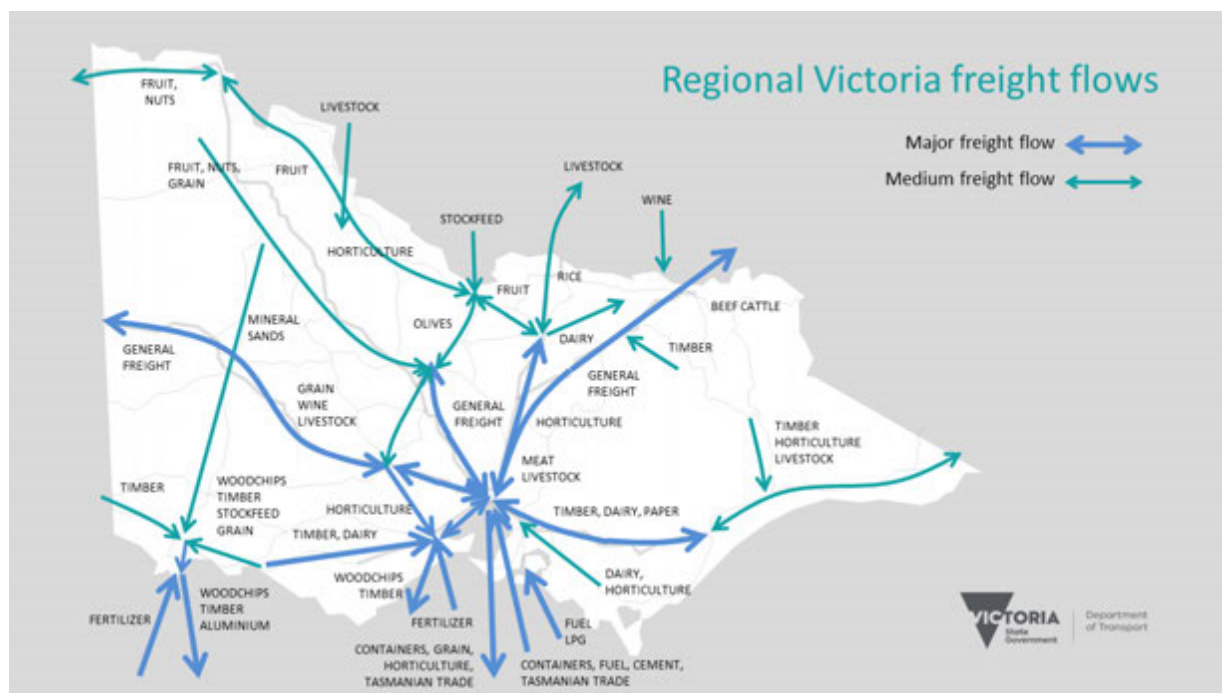 Regional Victoria freight flows
Major freight flow
Medium freight flow
FRUIT,
NUTS
LIVESTOCK
FRUIT, NUTS,
GRAIN
FRUIT
LIVESTOCK
WINE
STOCKFEED
HORTICULTURE
RICE
FRUIT
BEEF CATTLE
MINERAL
SANDS
OLIVES
DAIRY
TIMBER
GENERAL
FREIGHT
GENERAL
FREIGHT
GRAIN
WINE
LIVESTOCK
GENERAL
FREIGHT
HORTICULTURE
TIMBER
HORTICULTURE
LIVESTOCK
MEAT
LIVESTOCK
TIMBER
WOODCHIPS
TIMBER
STOCKFEED
GRAIN
HORTICULTURE
TIMBER, DAIRY
TIMBER, DAIRY, PAPER
WOODCHIPS
TIMBER
DAIRY,
HORTICULTURE
WOODCHIPS
TIMBER
ALUMINIUM
FERTILIZER
FERTILIZER
FUEL
LPG
CONTAINERS, GRAIN,
HORTICULTURE,
TASMANIAN TRADE
CONTAINERS, FUEL, CEMENT,
TASMANIAN TRADE
VICTORIA
State
Government
Department
of Transport